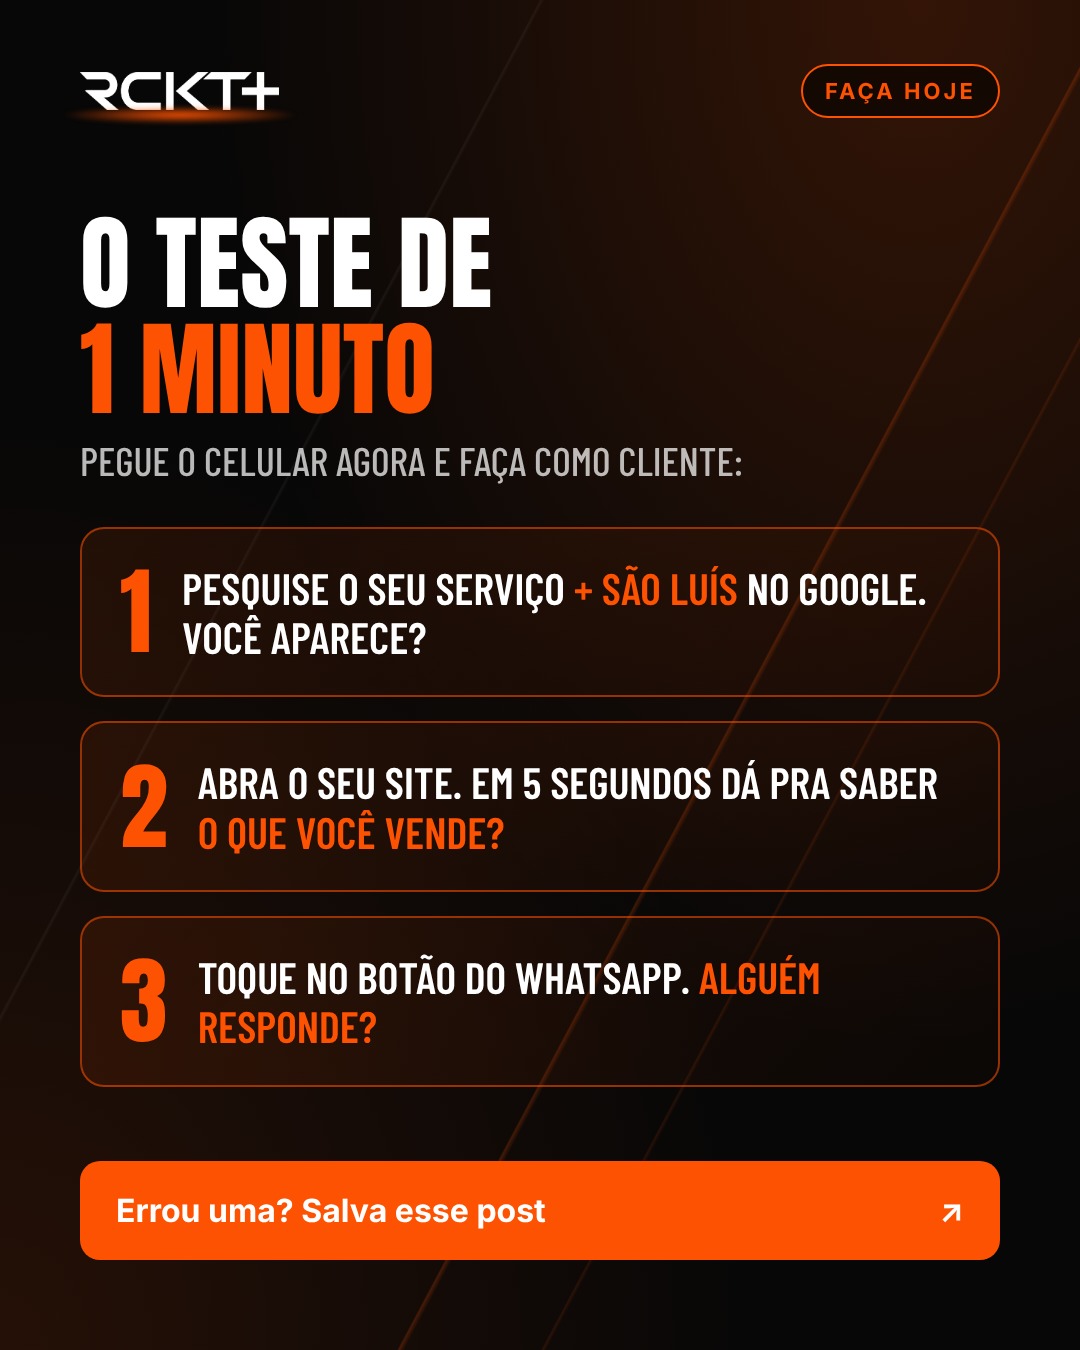 RCKT+
FAÇA HOJE
O TESTE DE
1 MINUTO
PEGUE O CELULAR AGORA E FAÇA COMO CLIENTE:
1
PESQUISE O SEU SERVIÇO + SÃO LUÍS NO GOOGLE.
VOCÊ APARECE?
2
ABRA O SEU SITE. EM 5 SEGUNDOS DÁ PRA SABER
O QUE VOCÊ VENDE?
3
TOQUE NO BOTÃO DO WHATSAPP. ALGUÉM
RESPONDE?
Errou uma? Salva esse post